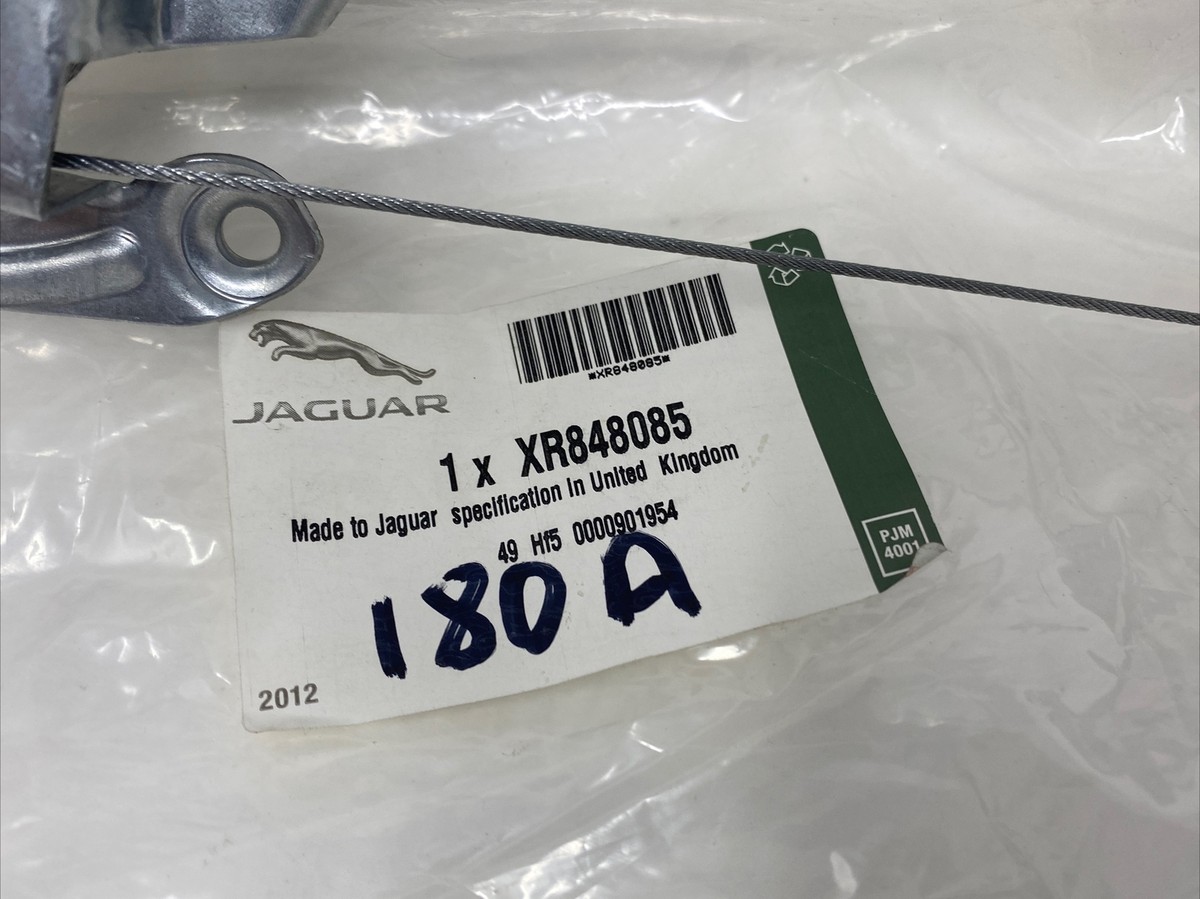 *XR848085*
JAGUAR
1 x XR848085
Made to Jaguar specification in United Kingdom
49 Hf5 0000901954
180 A
PJM
4001
2012